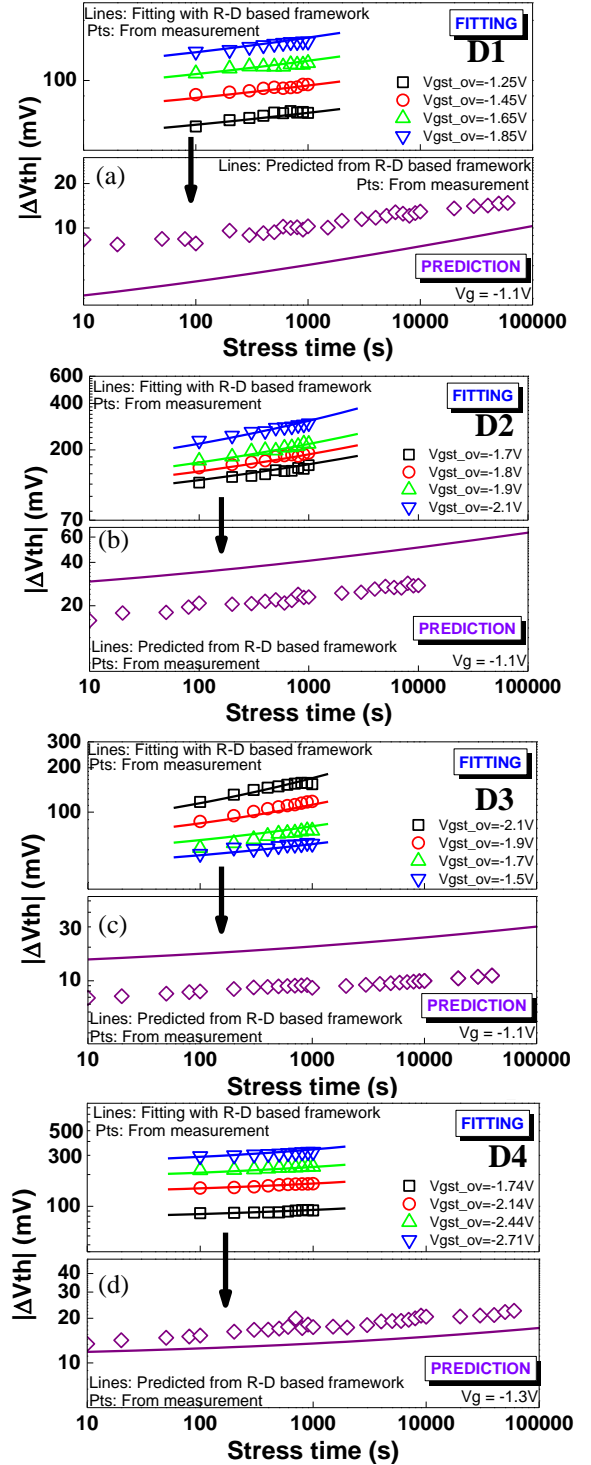 Lines: Fitting with R-D based framework
Pts: From measurement
FITTING
D1
100
Vgst_ov=-1.25V
Vgst_ov=-1.45V
Vgst_ov=-1.65V
Vgst_ov=-1.85V
|ΔVth| (mV)
(a)
Lines: Predicted from R-D based framework
Pts: From measurement
20
10
PREDICTION
Vg = -1.1V
10 100 1000 10000 100000
Stress time (s)
600
400
200
70
Lines: Fitting with R-D based framework
Pts: From measurement
FITTING
D2
Vgst_ov=-1.7V
Vgst_ov=-1.8V
Vgst_ov=-1.9V
Vgst_ov=-2.1V
|ΔVth| (mV)
(b)
60
40
20
PREDICTION
Lines: Predicted from R-D based framework
Pts: From measurement
Vg = -1.1V
10 100 1000 10000 100000
Stress time (s)
300
200
100
Lines: Fitting with R-D based framework
Pts: From measurement
FITTING
D3
Vgst_ov=-2.1V
Vgst_ov=-1.9V
Vgst_ov=-1.7V
Vgst_ov=-1.5V
|ΔVth| (mV)
(c)
30
10
PREDICTION
Lines: Predicted from R-D based framework
Pts: From measurement
Vg = -1.1V
10 100 1000 10000 100000
Stress time (s)
500
300
100
Lines: Fitting with R-D based framework
Pts: From measurement
FITTING
D4
Vgst_ov=-1.74V
Vgst_ov=-2.14V
Vgst_ov=-2.44V
Vgst_ov=-2.71V
|ΔVth| (mV)
(d)
40
30
20
10
PREDICTION
Lines: Predicted from R-D based framework
Pts: From measurement
Vg = -1.3V
10 100 1000 10000 100000
Stress time (s)